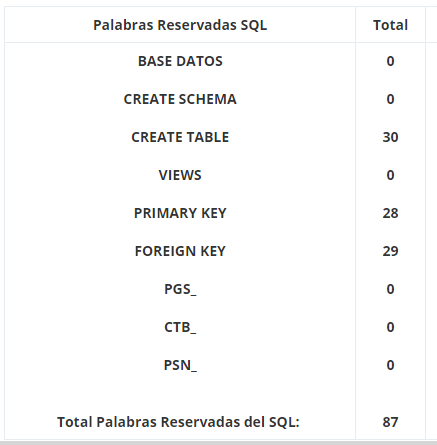 Palabras Reservadas SQL Total
BASE DATOS 0
CREATE SCHEMA 0
CREATE TABLE 30
VIEWS 0
PRIMARY KEY 28
FOREIGN KEY 29
PGS_ 0
CTB_ 0
PSN_ 0
Total Palabras Reservadas del SQL: 87